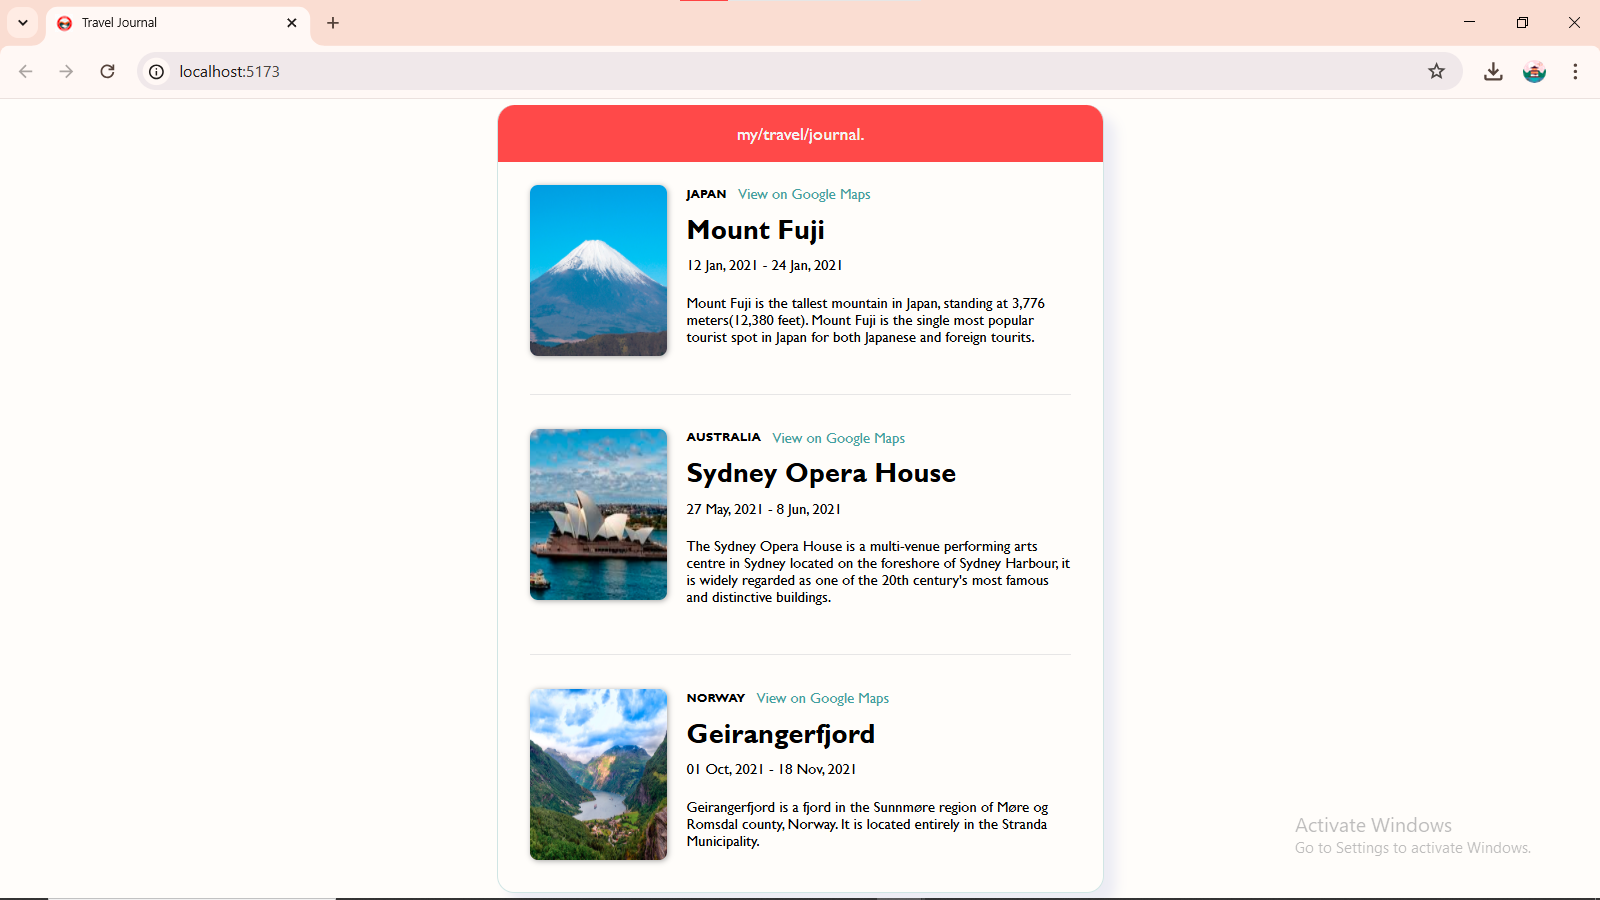 Travel Journal
localhost:5173
my/travel/journal.
JAPAN View on Google Maps
Mount Fuji
12 Jan, 2021 - 24 Jan, 2021
Mount Fuji is the tallest mountain in Japan, standing at 3,776
meters(12,380 feet). Mount Fuji is the single most popular
tourist spot in Japan for both Japanese and foreign tourits.
AUSTRALIA View on Google Maps
Sydney Opera House
27 May, 2021 - 8 Jun, 2021
The Sydney Opera House is a multi-venue performing arts
centre in Sydney located on the foreshore of Sydney Harbour, it
is widely regarded as one of the 20th century's most famous
and distinctive buildings.
NORWAY View on Google Maps
Geirangerfjord
01 Oct, 2021 - 18 Nov, 2021
Geirangerfjord is a fjord in the Sunnmøre region of Møre og
Romsdal county, Norway. It is located entirely in the Stranda
Municipality.
Activate Windows
Go to Settings to activate Windows.